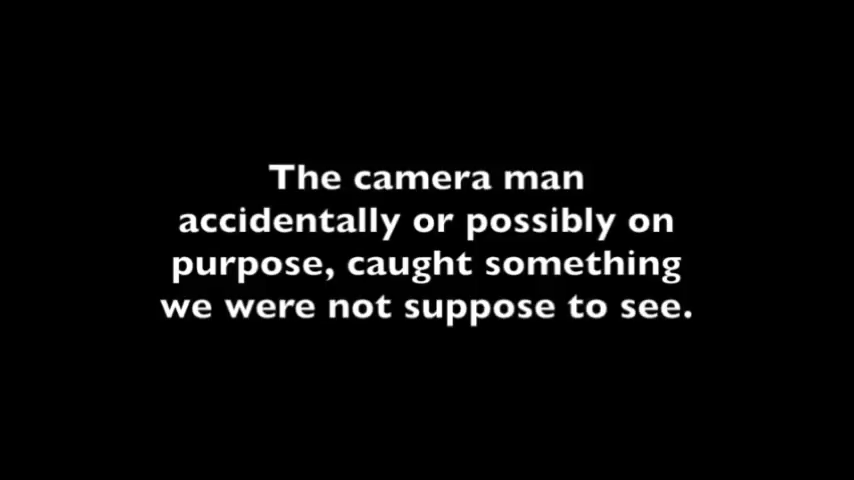 The camera man
accidentally or possibly on
purpose, caught something
we were not suppose to see.